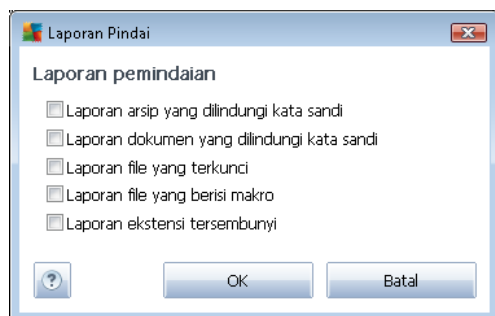 Laporan Pindai
Laporan pemindaian
Laporan arsip yang dilindungi kata sandi
Laporan dokumen yang dilindungi kata sandi
Laporan file yang terkunci
Laporan file yang berisi makro
Laporan ekstensi tersembunyi
? OK Batal